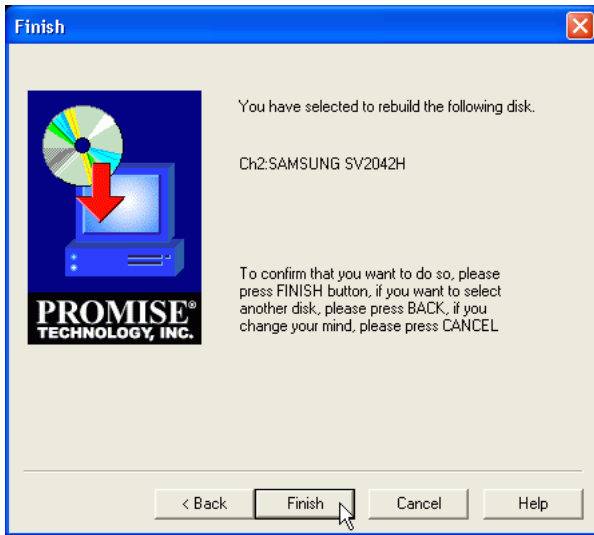 Finish
You have selected to rebuild the following disk.
Ch2:SAMSUNG SV2042H
To confirm that you want to do so, please
press FINISH button, if you want to select
another disk, please press BACK, if you
change your mind, please press CANCEL
PROMISE®
TECHNOLOGY, INC.
< Back
Finish
Cancel
Help